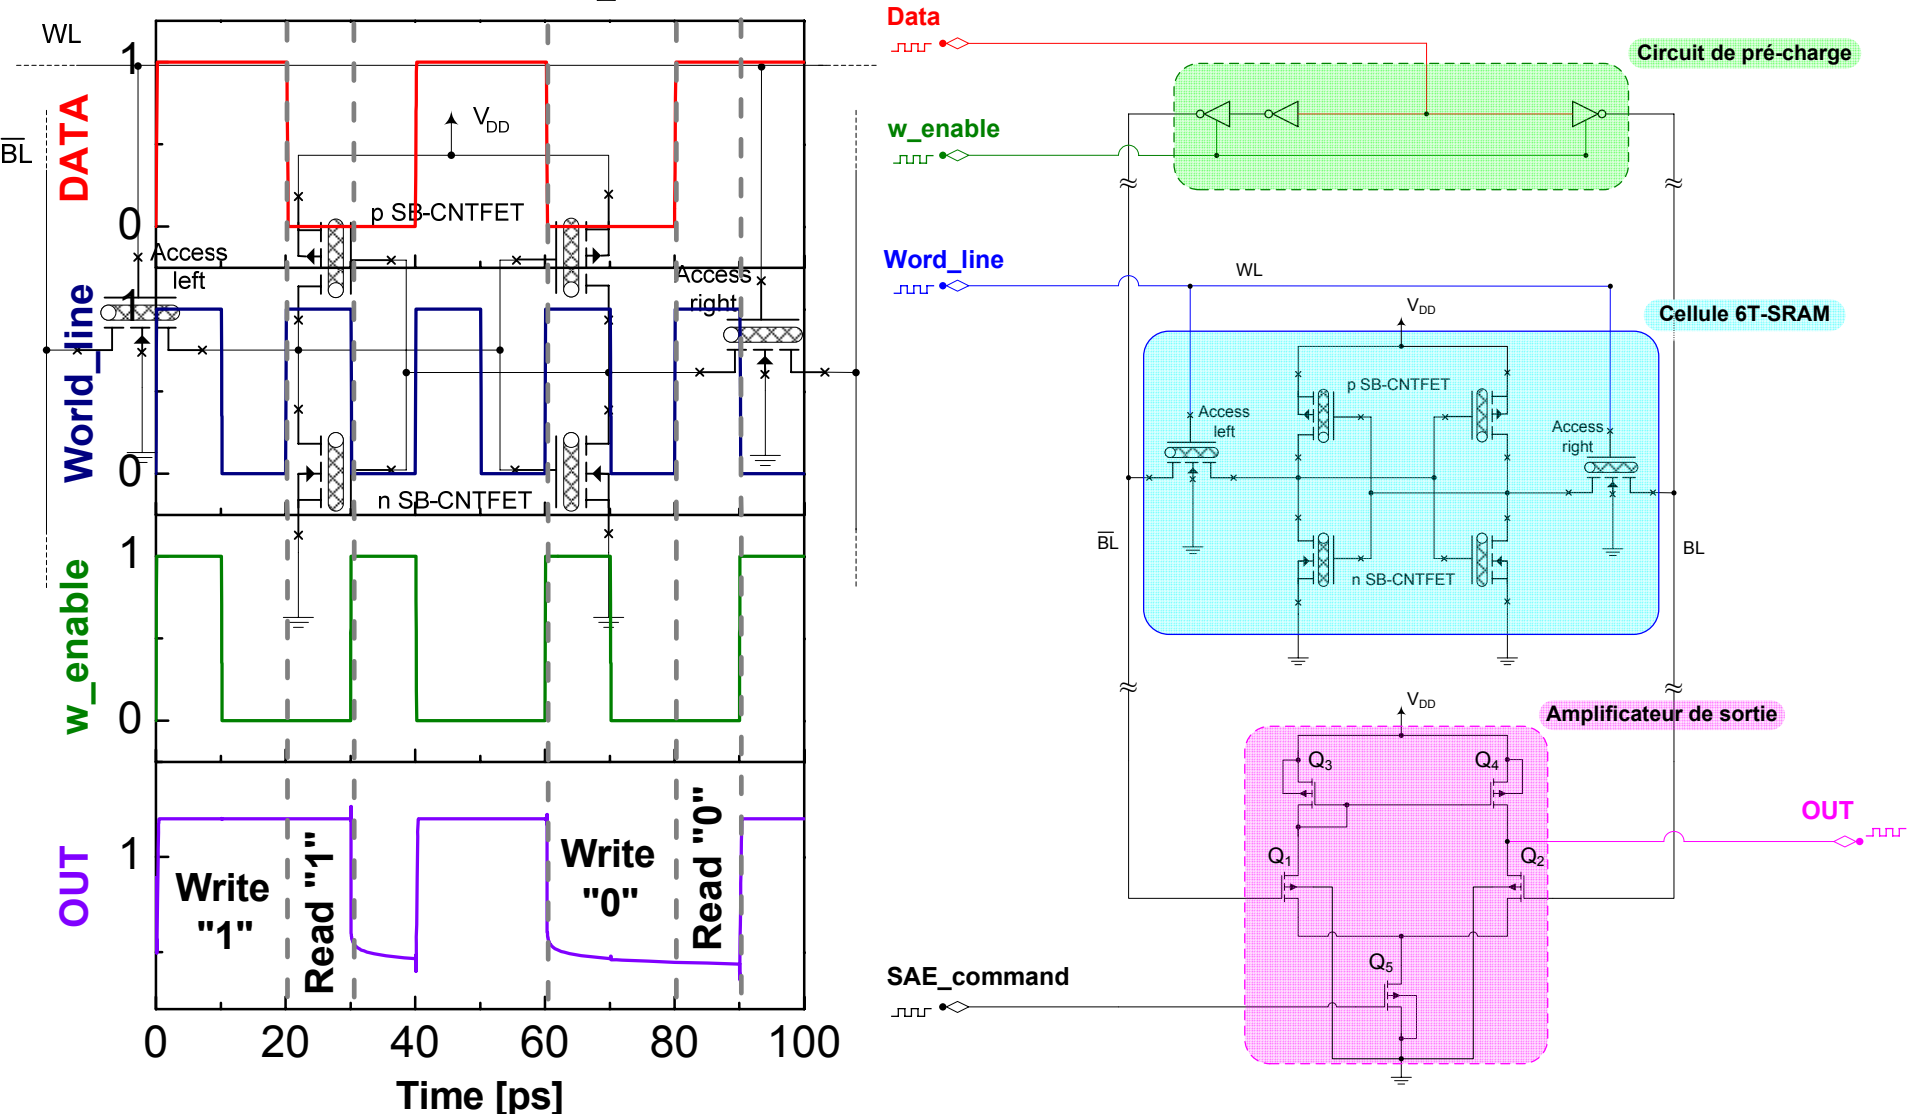 WL
1
DATA
0
BL
V_DD
p SB-CNTFET
Access
left
Access
right
World_line
1
0
n SB-CNTFET
w_enable
1
0
OUT
1
Write
"1"
Read "1"
Write
"0"
Read "0"
0 20 40 60 80 100
Time [ps]
Data
w_enable
Word_line
Circuit de pré-charge
WL
V_DD
Cellule 6T-SRAM
p SB-CNTFET
Access
left
Access
right
n SB-CNTFET
BL
BL
V_DD
Amplificateur de sortie
Q3
Q4
OUT
Q1
Q2
Q5
SAE_command